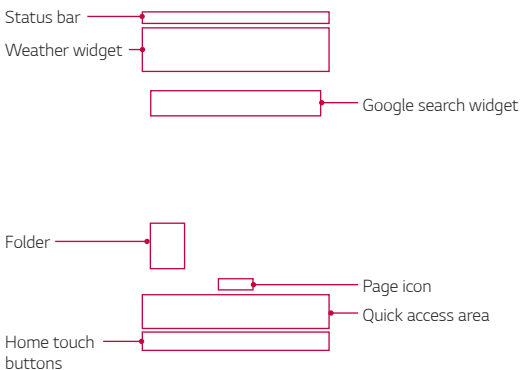 Status bar
Weather widget
Google search widget
Folder
Page icon
Quick access area
Home touch
buttons